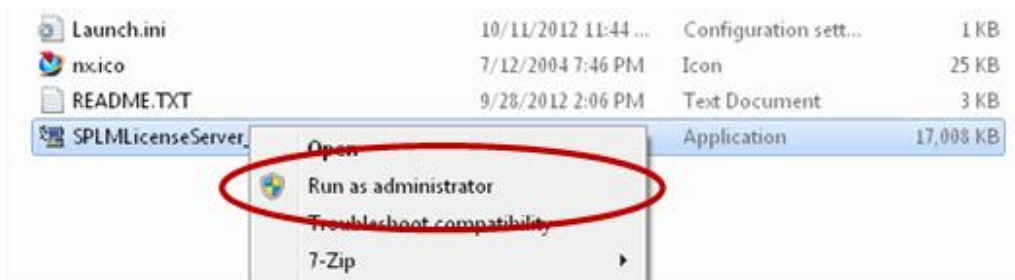 Launch.ini 10/11/2012 11:44 ... Configuration sett... 1 KB
nx.ico 7/12/2004 7:46 PM Icon 25 KB
README.TXT 9/28/2012 2:06 PM Text Document 3 KB
SPLMLicenseServer_ Application 17,008 KB
Open
Run as administrator
Troubleshoot compatibility
7-Zip